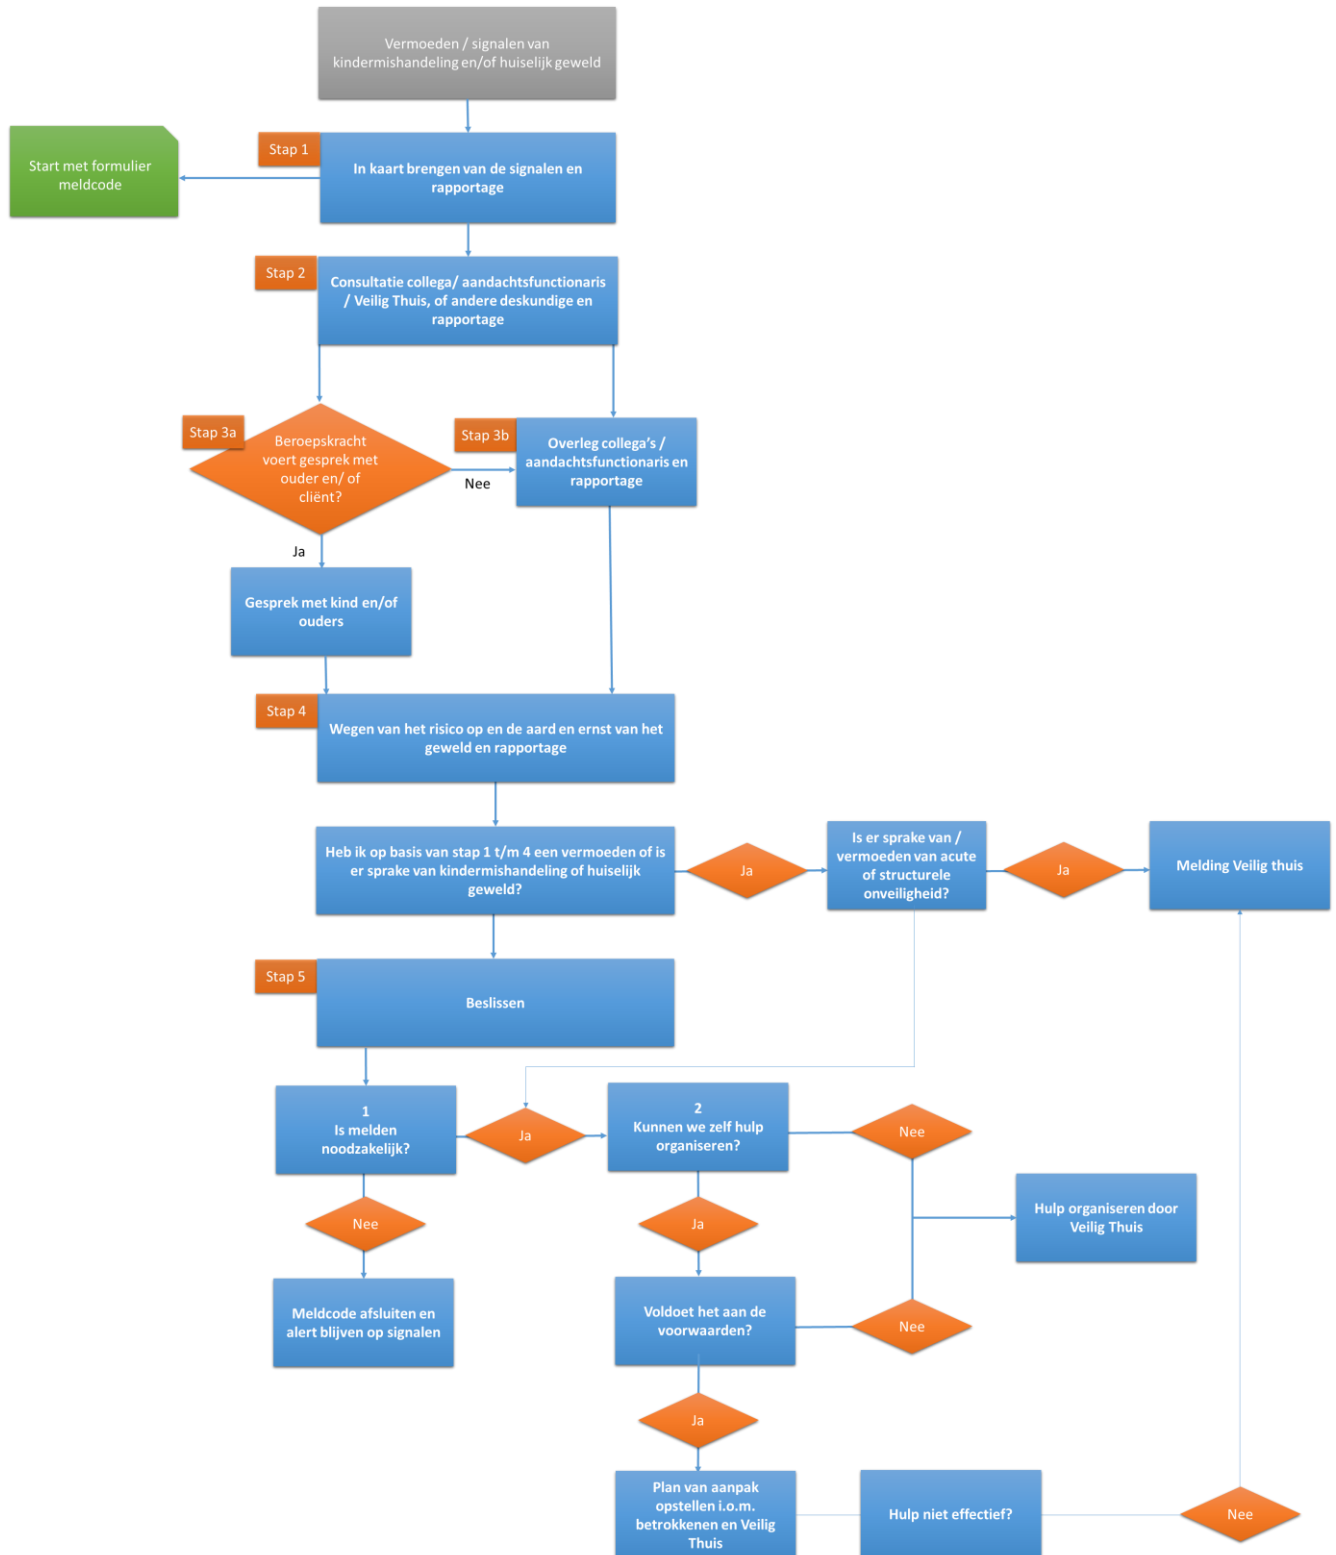 Vermoeden / signalen van
kindermishandeling en/of huiselijk geweld
Start met formulier
meldcode
Stap 1
In kaart brengen van de signalen en
rapportage
Stap 2
Consultatie collega/ aandachtsfunctionaris
/ Veilig Thuis, of andere deskundige en
rapportage
Stap 3a
Beroepskracht
voert gesprek met
ouder en/ of
cliënt?
Nee
Stap 3b
Overleg collega's /
aandachtsfunctionaris en
rapportage
Ja
Gesprek met kind en/of
ouders
Stap 4
Wegen van het risico op en de aard en ernst van het
geweld en rapportage
Heb ik op basis van stap 1 t/m 4 een vermoeden of is
er sprake van kindermishandeling of huiselijk
geweld?
Ja
Is er sprake van /
vermoeden van acute
of structurele
onveiligheid?
Ja
Melding Veilig thuis
Stap 5
Beslissen
1
Is melden
noodzakelijk?
Ja
2
Kunnen we zelf hulp
organiseren?
Nee
Nee
Ja
Hulp organiseren door
Veilig Thuis
Meldcode afsluiten en
alert blijven op signalen
Voldoet het aan de
voorwaarden?
Nee
Ja
Plan van aanpak
opstellen i.o.m.
betrokkenen en Veilig
Thuis
Hulp niet effectief?
Nee